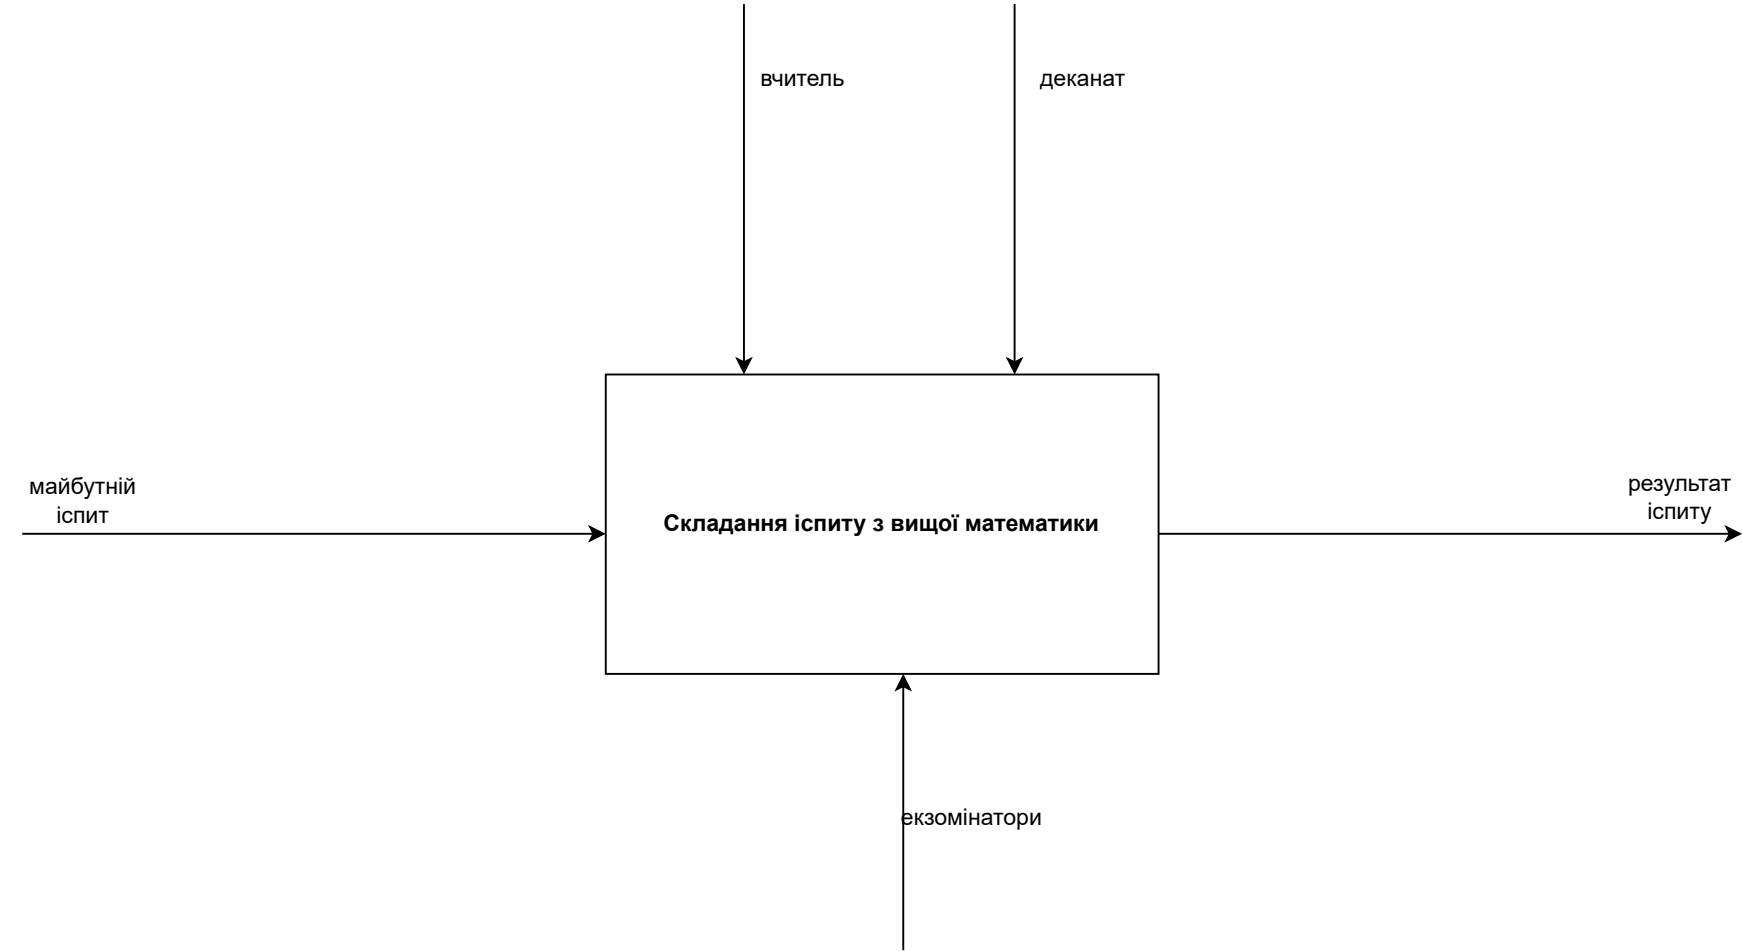 вчитель
деканат
майбутній
іспит
Складання іспиту з вищої математики
результат
іспиту
екзомінатори